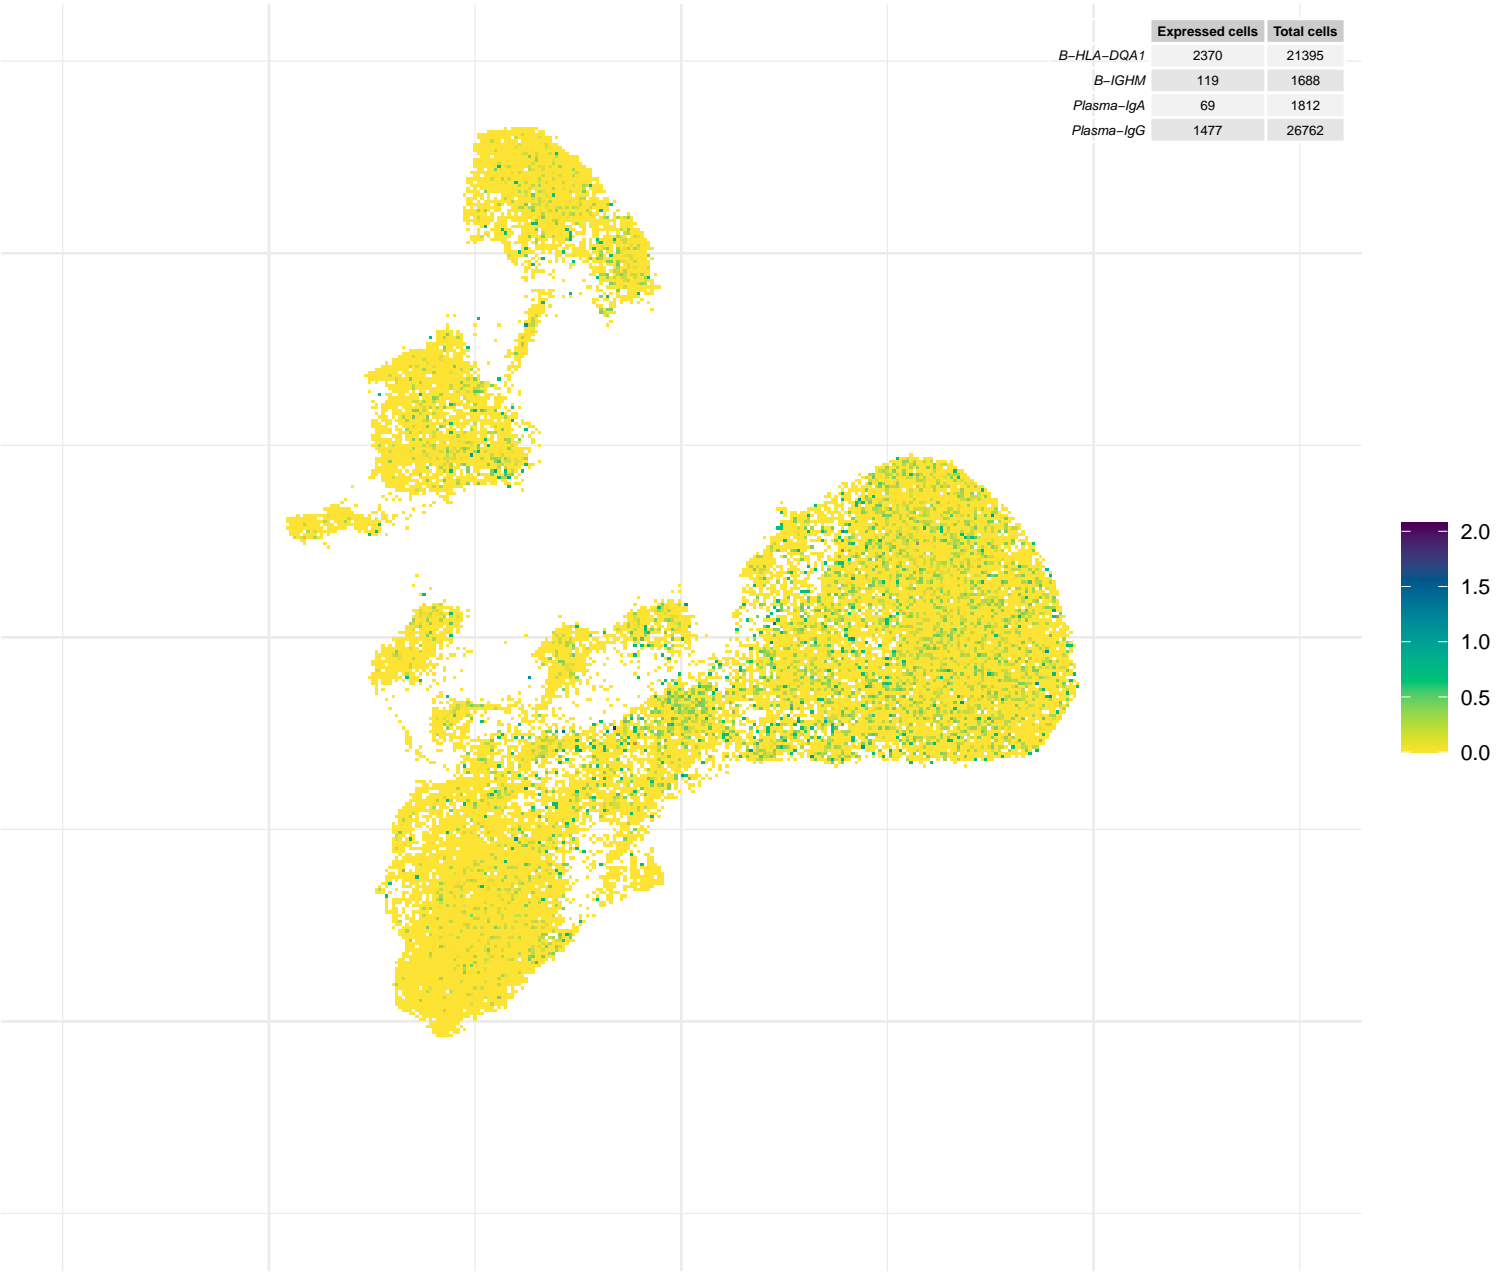 Expressed cells Total cells
B−HLA−DQA1 2370 21395
B−IGHM 119 1688
Plasma−IgA 69 1812
Plasma−IgG 1477 26762
2.0
1.5
1.0
0.5
0.0